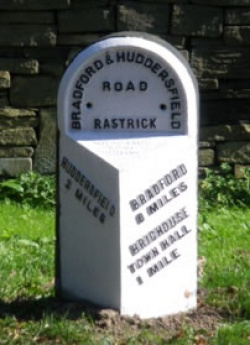 BRADFORD & HUDDERSFIELD
ROAD
RASTRICK
HUDDERSFIELD
3 MILES
BRADFORD
8 MILES
BRIGHOUSE
TOWN HALL
1 MILE